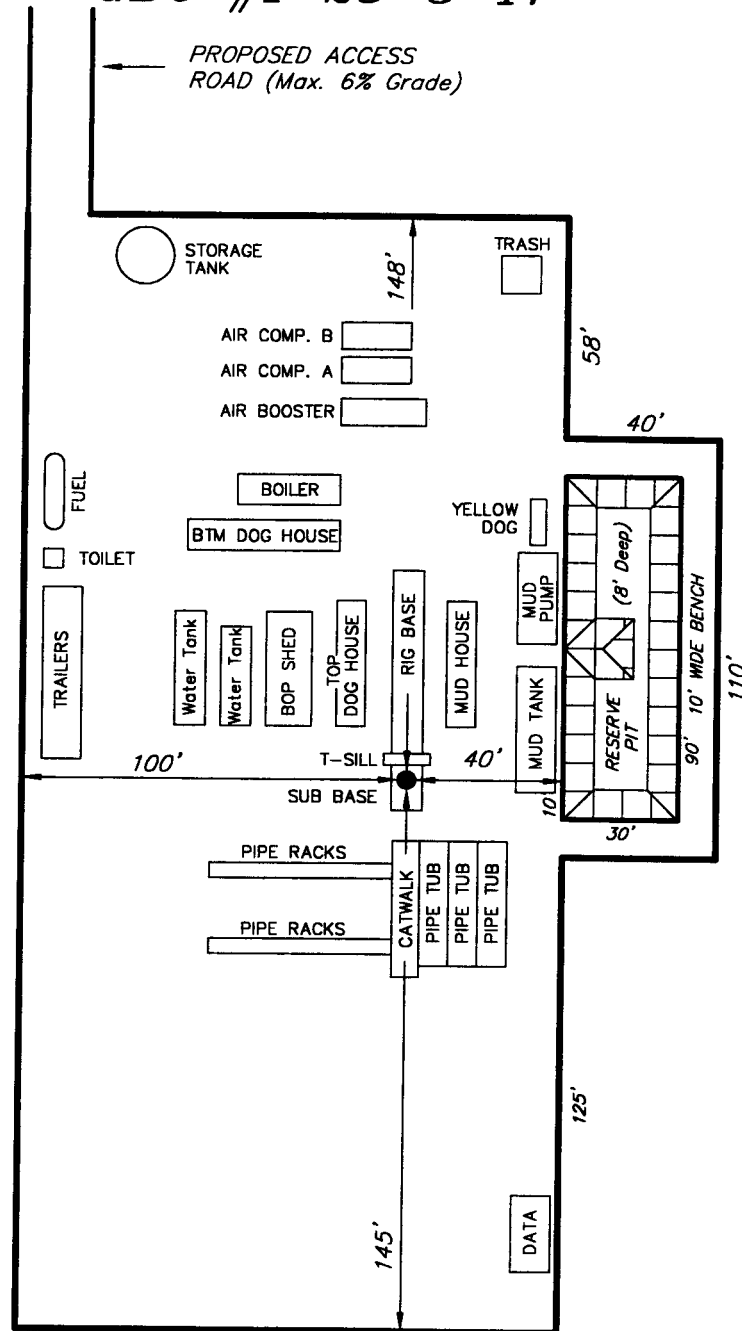 PROPOSED ACCESS
ROAD (Max. 6% Grade)
STORAGE
TANK
148'
TRASH
AIR COMP. B
AIR COMP. A
AIR BOOSTER
58'
40'
FUEL
BOILER
YELLOW
DOG
BTM DOG HOUSE
TOILET
(8' Deep)
MUD
PUMP
TRAILERS
Water Tank
Water Tank
BOP SHED
TOP
DOG HOUSE
RIG BASE
MUD HOUSE
MUD TANK
RESERVE
PIT
90'
10' WIDE BENCH
110'
T-SILL
100'
40'
SUB BASE
10'
30'
PIPE RACKS
PIPE RACKS
CATWALK
PIPE TUB
PIPE TUB
PIPE TUB
125'
145'
DATA